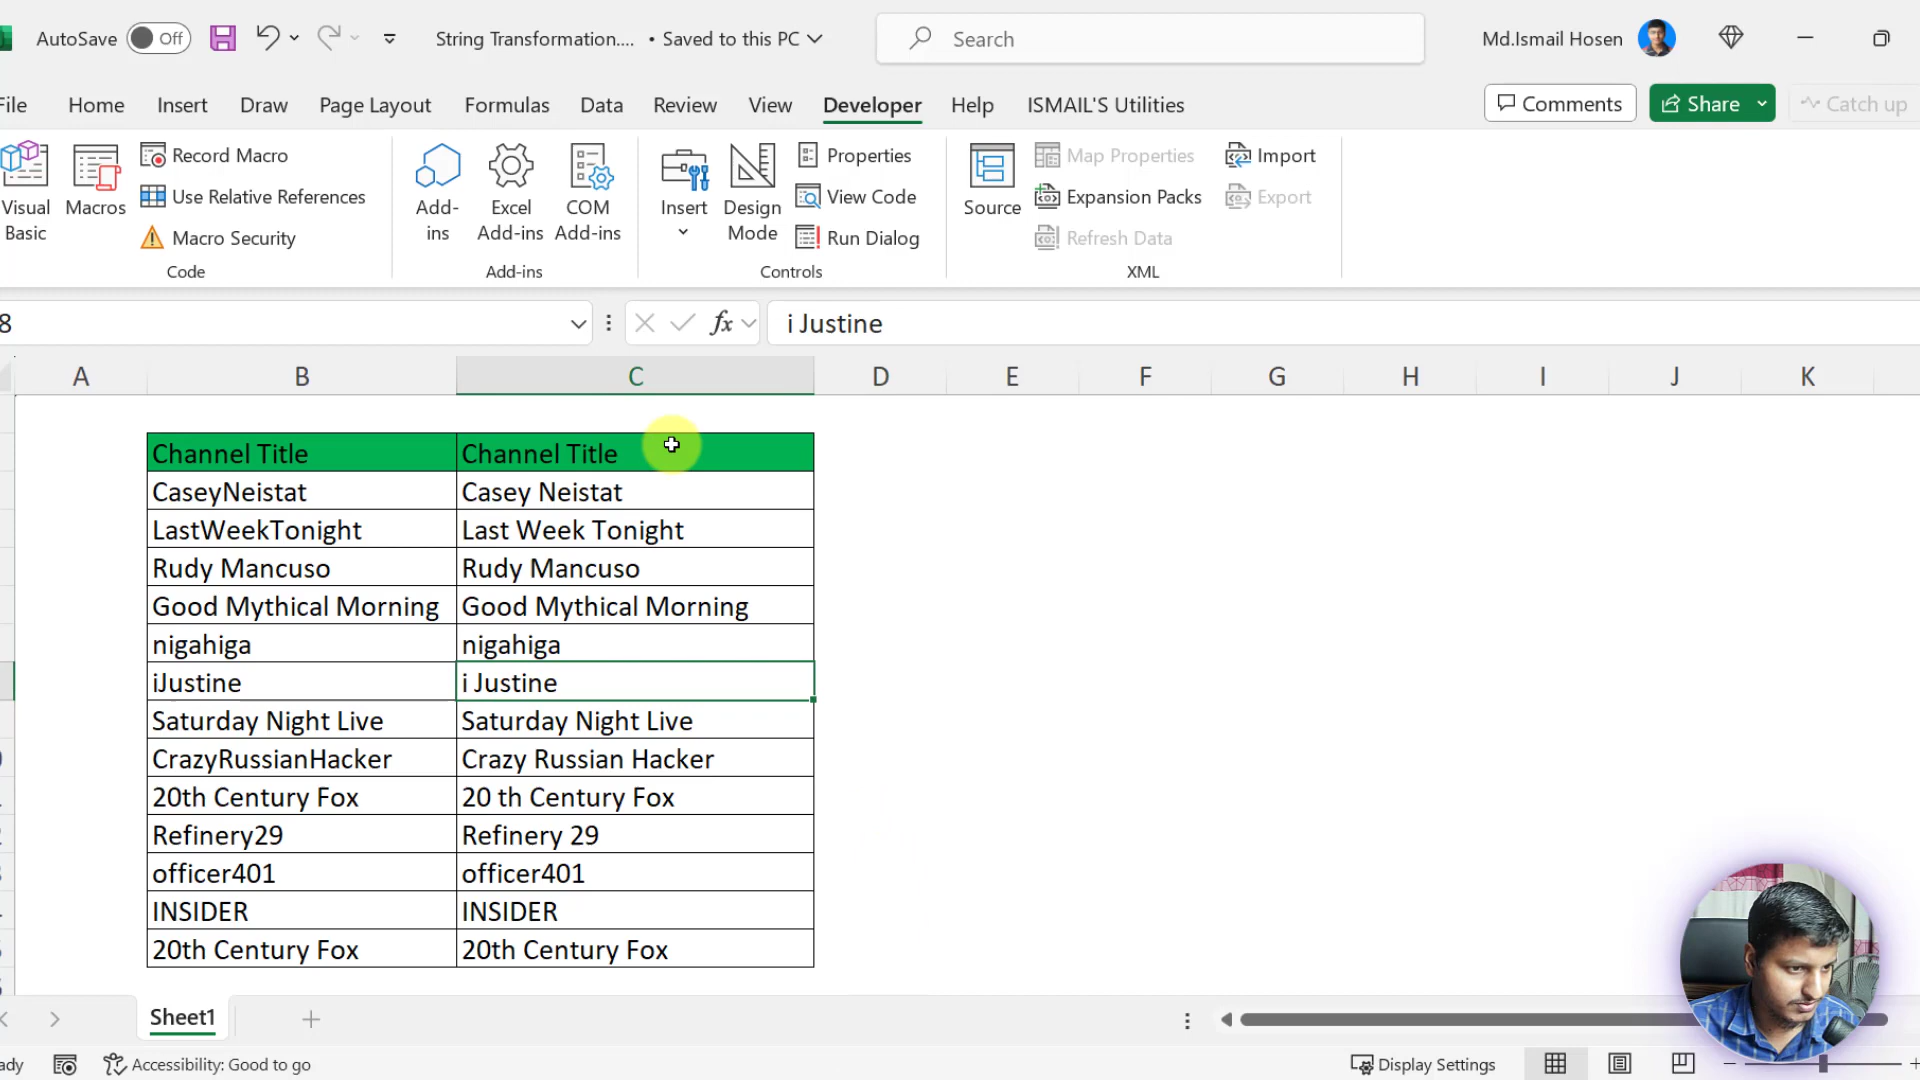 AutoSave Off String Transformation.... • Saved to this PC Search Md.Ismail Hosen
File Home Insert Draw Page Layout Formulas Data Review View Developer Help ISMAIL'S Utilities Comments Share Catch up
Visual Basic
Macros
Record Macro
Use Relative References
Macro Security
Code
Add-ins
Excel Add-ins
COM Add-ins
Add-ins
Insert
Design Mode
Properties
View Code
Run Dialog
Controls
Source
Map Properties
Expansion Packs
Refresh Data
Import
Export
XML
8 fx i Justine
A B C D E F G H I J K
Channel Title Channel Title
CaseyNeistat Casey Neistat
LastWeekTonight Last Week Tonight
Rudy Mancuso Rudy Mancuso
Good Mythical Morning Good Mythical Morning
nigahiga nigahiga
iJustine i Justine
Saturday Night Live Saturday Night Live
CrazyRussianHacker Crazy Russian Hacker
20th Century Fox 20 th Century Fox
Refinery29 Refinery 29
officer401 officer401
INSIDER INSIDER
20th Century Fox 20th Century Fox
Sheet1
ady Accessibility: Good to go Display Settings